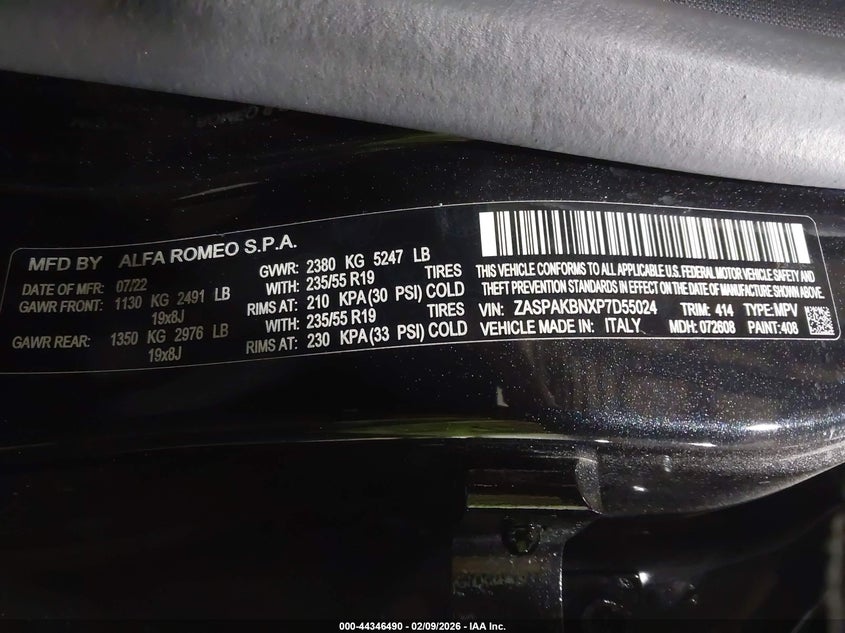 MFD BY ALFA ROMEO S.P.A.
DATE OF MFR: 07/22 GVWR: 2380 KG 5247 LB
GAWR FRONT: 1130 KG 2491 LB WITH: 235/55 R19 TIRES
19x8J RIMS AT: 210 KPA(30 PSI) COLD
GAWR REAR: 1350 KG 2976 LB WITH: 235/55 R19 TIRES
19x8J RIMS AT: 230 KPA(33 PSI) COLD
THIS VEHICLE CONFORMS TO ALL APPLICABLE U.S. FEDERAL MOTOR VEHICLE SAFETY AND
THEFT PREVENTION STANDARDS IN EFFECT ON THE DATE OF MANUFACTURE SHOWN ABOVE.
VIN: ZASPAKBNXP7D55024 TRIM: 414 TYPE:MPV
VEHICLE MADE IN: ITALY MDH: 072608 PAINT:408
000-44346490 - 02/09/2026 - IAA Inc.